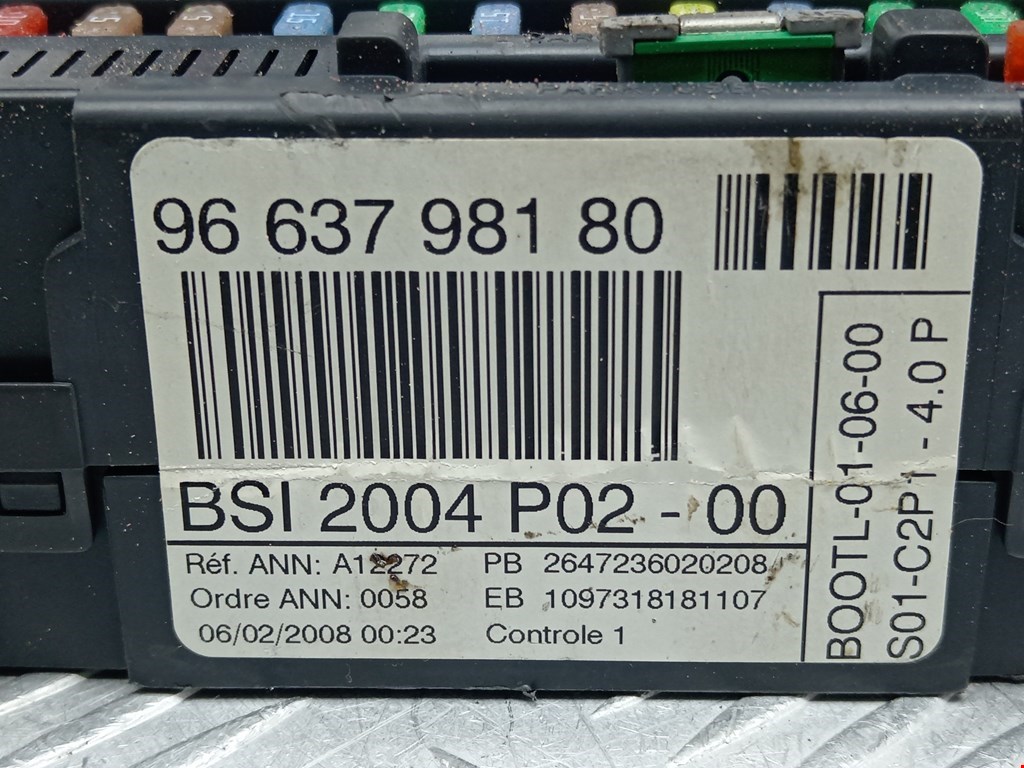 96 637 981 80
BSI 2004 P02 - 00
Réf. ANN: A12272 PB 2647236020208
Ordre ANN: 0058 EB 1097318181107
06/02/2008 00:23 Controle 1
BOOTL-01-06-00
S01-C2P1 - 4.0 P